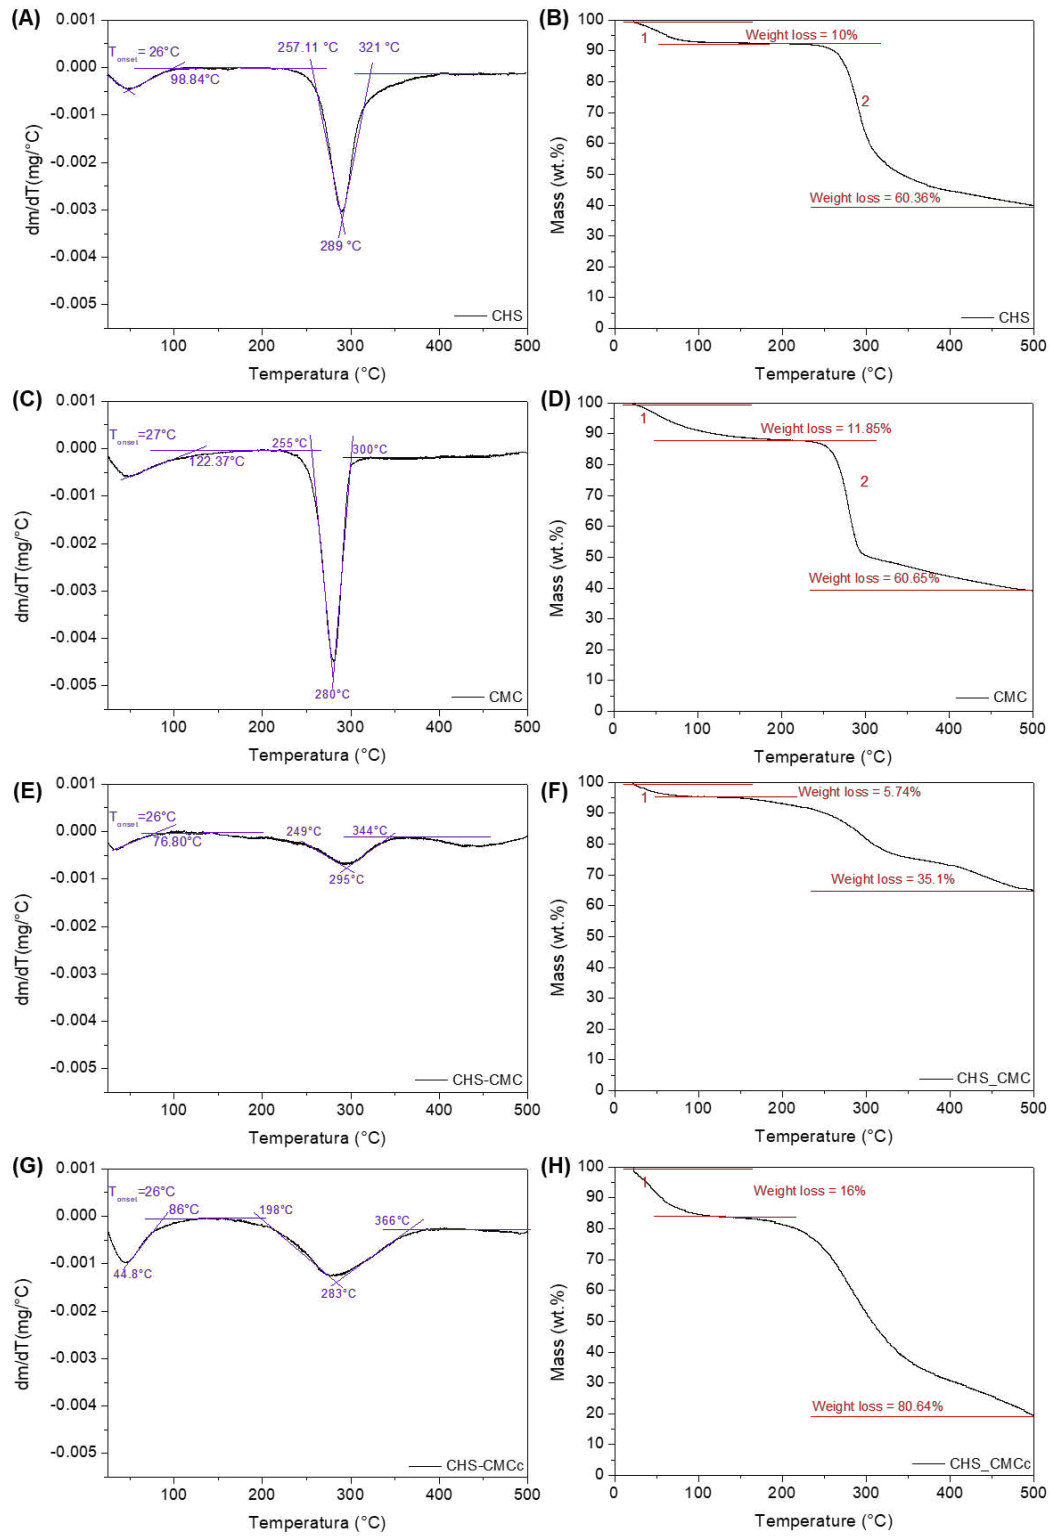 (A)
0.001
0.000
-0.001
-0.002
-0.003
-0.004
-0.005
dm/dT(mg/°C)
T onset = 26°C
98.84°C
257.11 °C
321 °C
289 °C
CHS
100 200 300 400 500
Temperatura (°C)
(B)
100
90
80
70
60
50
40
30
20
10
0
Mass (wt.%)
1
Weight loss = 10%
2
Weight loss = 60.36%
CHS
0 100 200 300 400 500
Temperature (°C)
(C)
0.001
0.000
-0.001
-0.002
-0.003
-0.004
-0.005
dm/dT(mg/°C)
T onset =27°C
122.37°C
255°C
300°C
280°C
CMC
100 200 300 400 500
Temperatura (°C)
(D)
100
90
80
70
60
50
40
30
20
10
0
Mass (wt.%)
1
Weight loss = 11.85%
2
Weight loss = 60.65%
CMC
0 100 200 300 400 500
Temperature (°C)
(E)
0.001
0.000
-0.001
-0.002
-0.003
-0.004
-0.005
dm/dT(mg/°C)
T onset =26°C
76.80°C
249°C
344°C
295°C
CHS-CMC
100 200 300 400 500
Temperatura (°C)
(F)
100
90
80
70
60
50
40
30
20
10
0
Mass (wt.%)
1
Weight loss = 5.74%
Weight loss = 35.1%
CHS_CMC
0 100 200 300 400 500
Temperature (°C)
(G)
0.001
0.000
-0.001
-0.002
-0.003
-0.004
-0.005
dm/dT(mg/°C)
T onset =26°C
86°C
198°C
366°C
44.8°C
283°C
CHS-CMCc
100 200 300 400 500
Temperatura (°C)
(H)
100
90
80
70
60
50
40
30
20
10
0
Mass (wt.%)
1
Weight loss = 16%
Weight loss = 80.64%
CHS_CMCc
0 100 200 300 400 500
Temperature (°C)